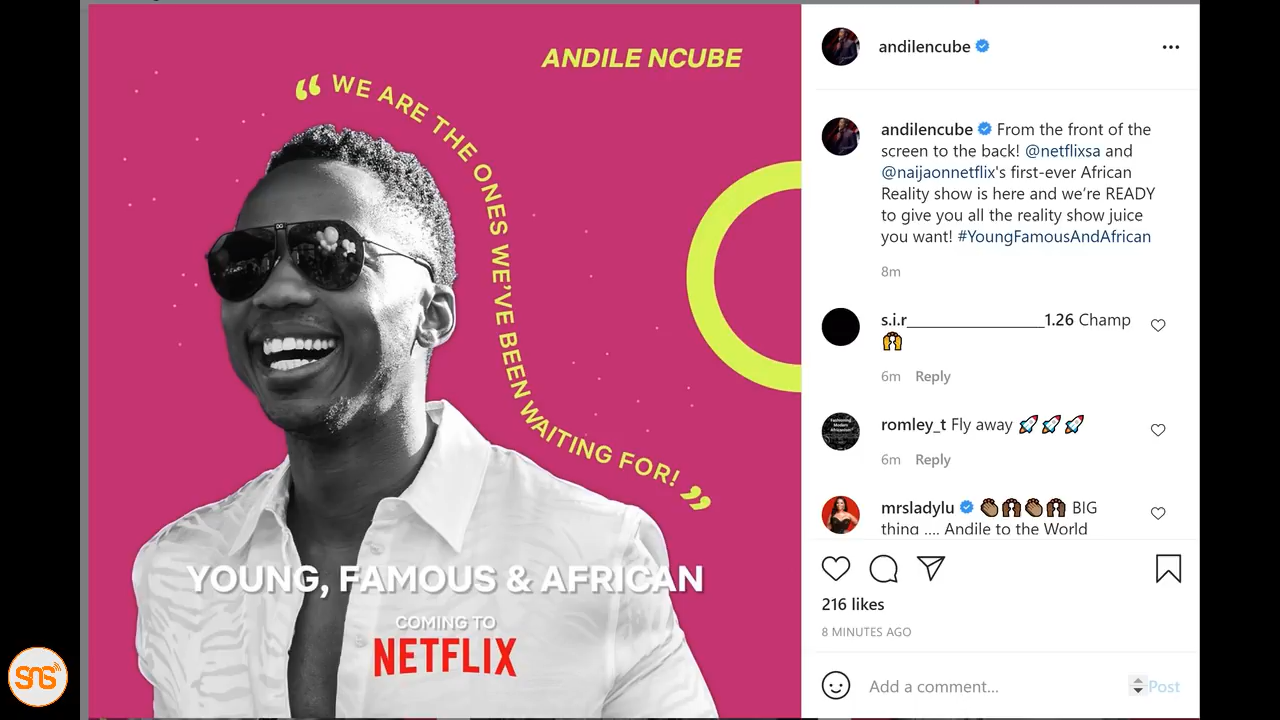 ANDILE NCUBE
“ WE ARE THE ONES WE'VE BEEN WAITING FOR! ”
YOUNG, FAMOUS & AFRICAN
COMING TO
NETFLIX
SNS
andilencube
andilencube From the front of the
screen to the back! @netflixsa and
@naijaonnetflix's first-ever African
Reality show is here and we’re READY
to give you all the reality show juice
you want! #YoungFamousAndAfrican
8m
s.i.r__________________1.26 Champ
🙌
6m Reply
romley_t Fly away 🚀🚀🚀
6m Reply
mrsladylu 👏🏽🙌🏽👏🏽🙌🏽 BIG
thing .... Andile to the World
216 likes
8 MINUTES AGO
Add a comment...
Post